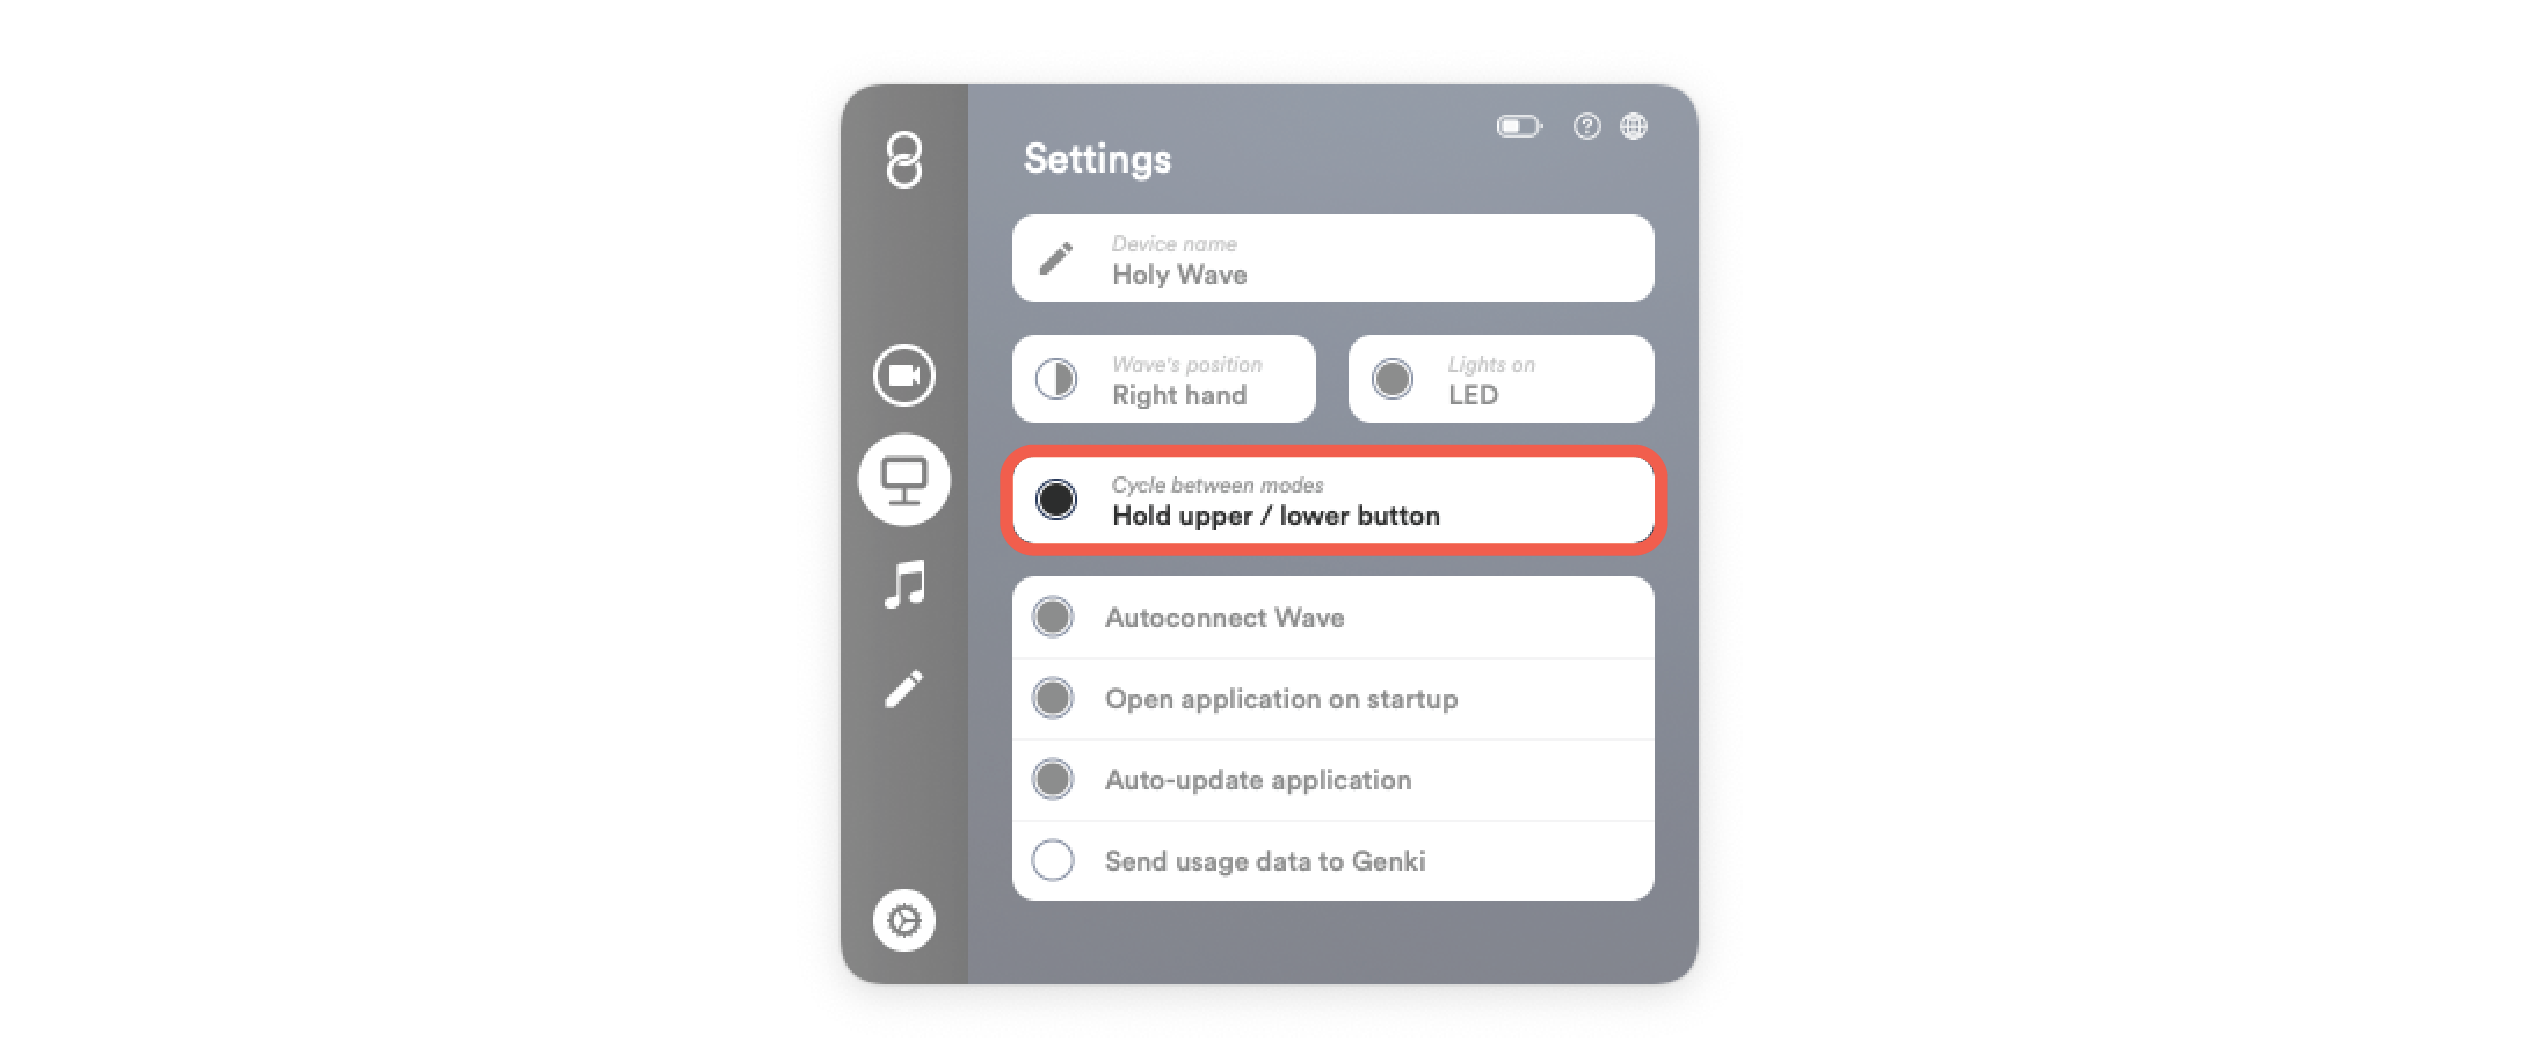 Settings
Device name
Holy Wave
Wave's position
Right hand
Lights on
LED
Cycle between modes
Hold upper / lower button
Autoconnect Wave
Open application on startup
Auto-update application
Send usage data to Genki